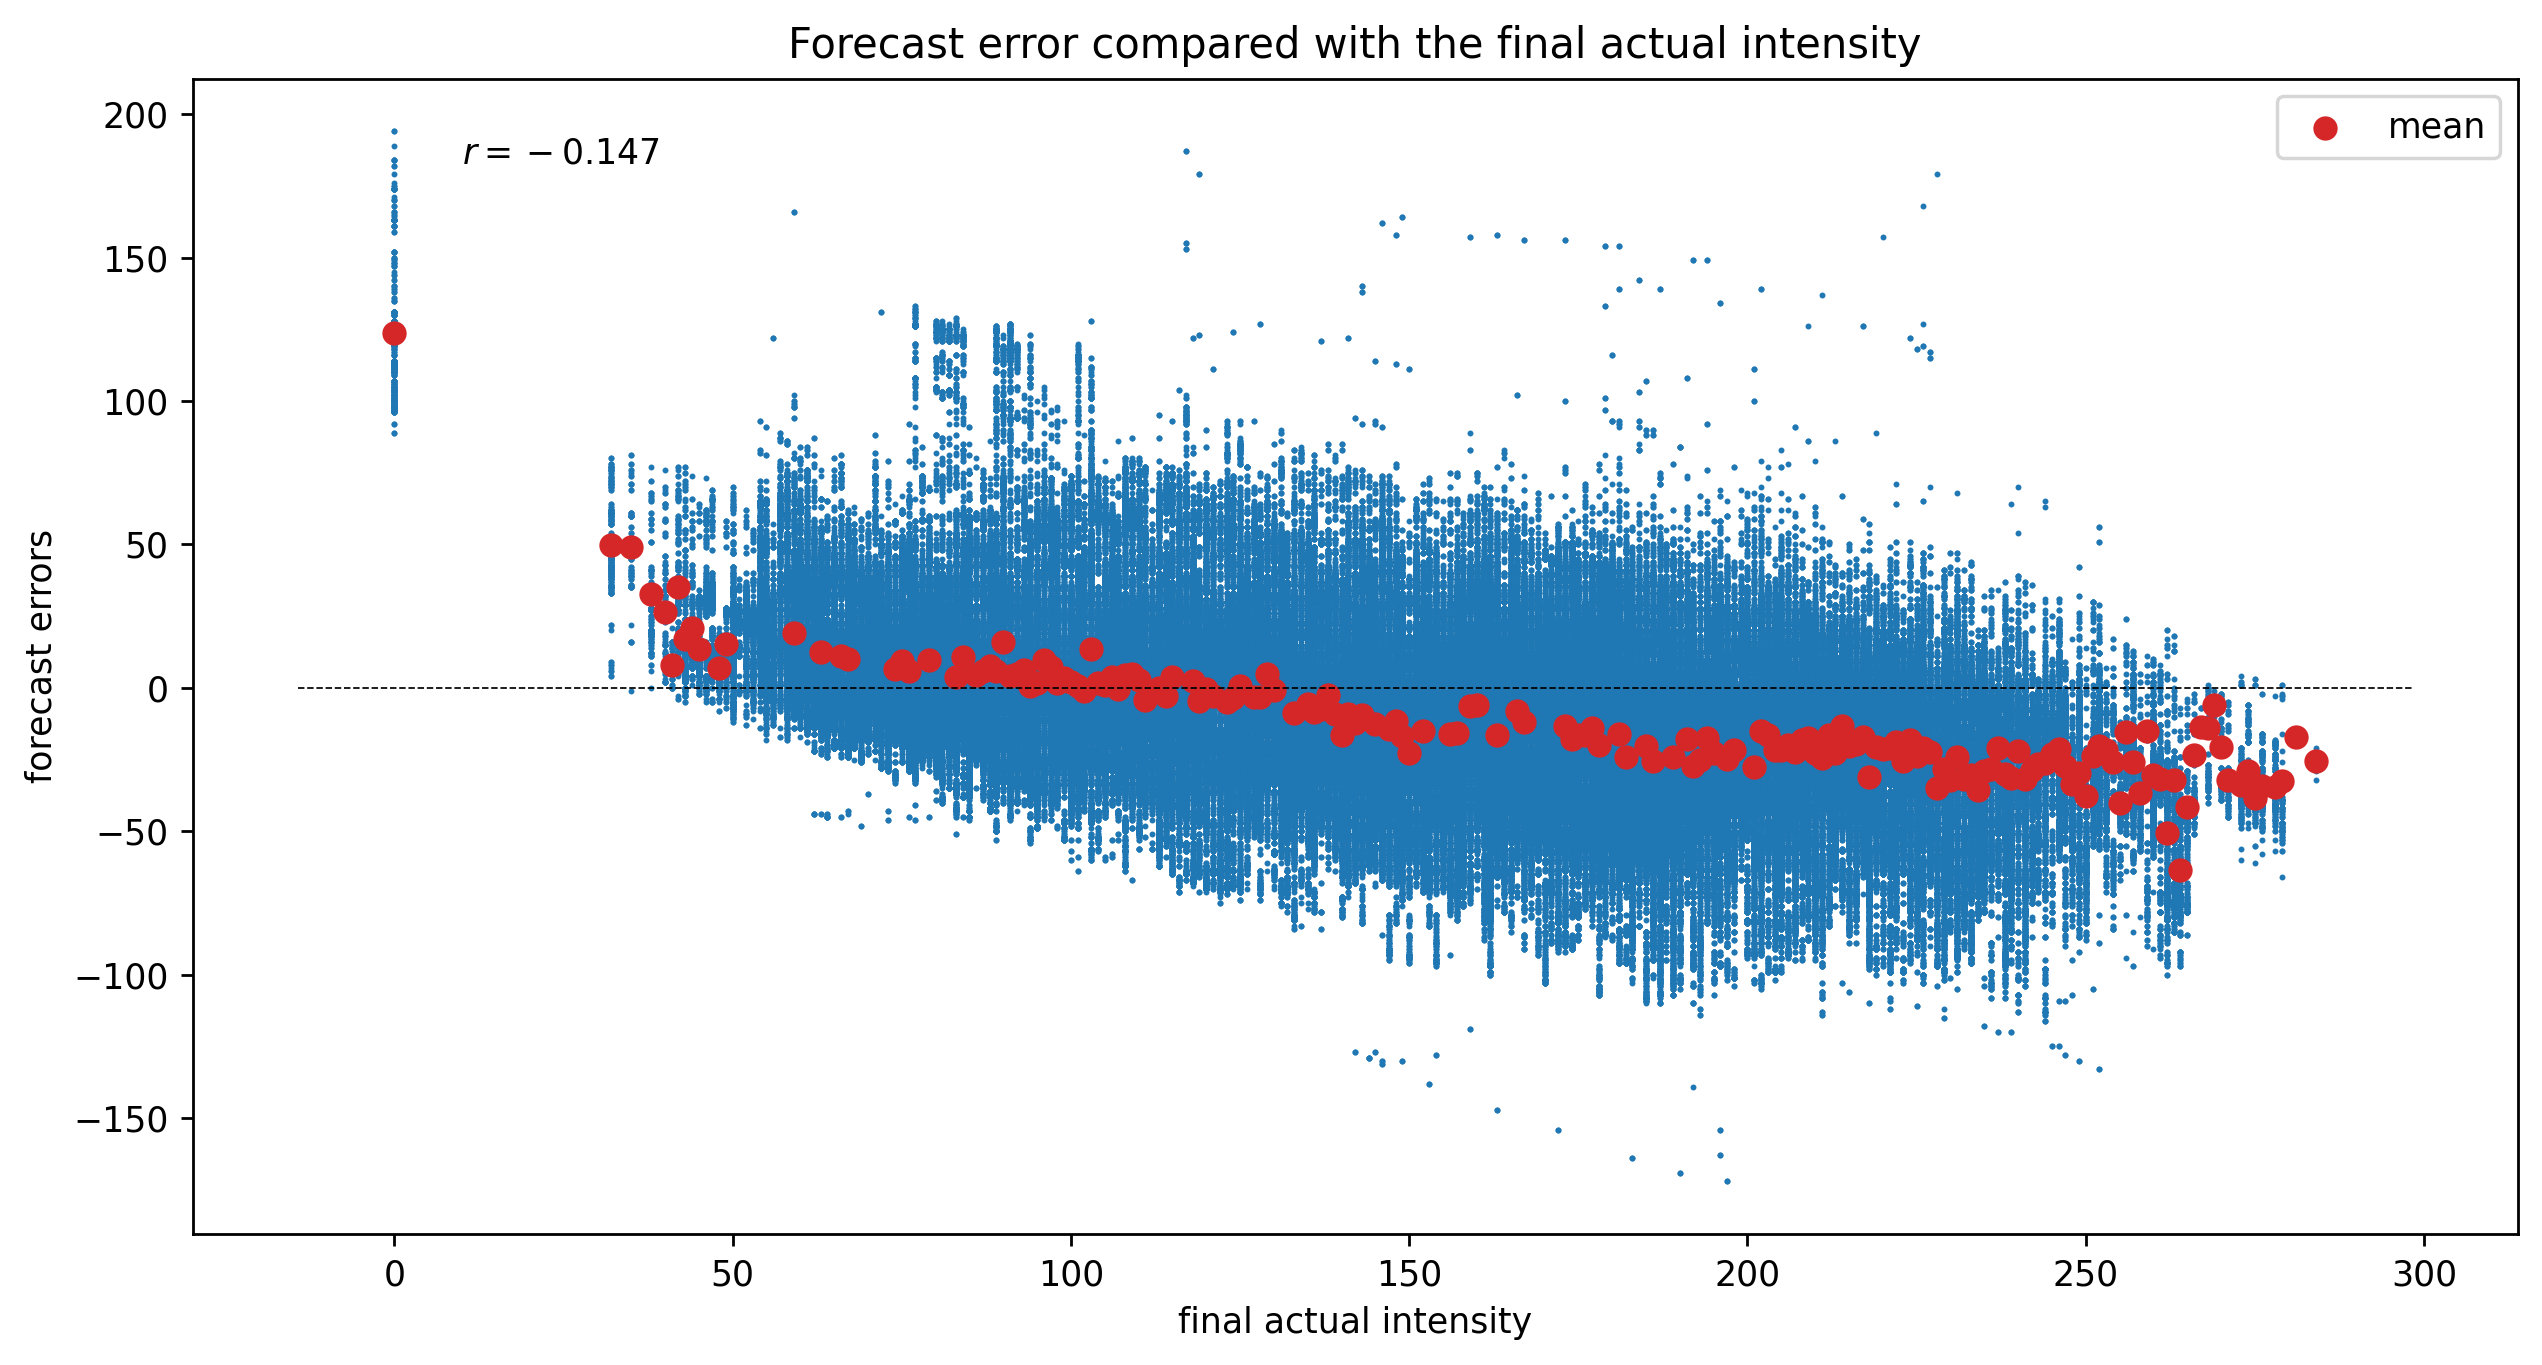 Forecast error compared with the final actual intensity
r = −0.147
mean
forecast errors
200
150
100
50
0
−50
−100
−150
0 50 100 150 200 250 300
final actual intensity